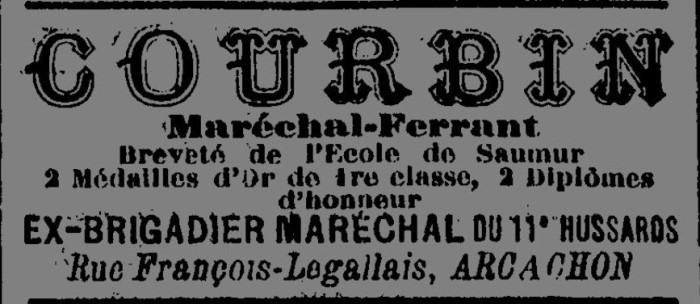 COURBIN
Maréchal-Ferrant
Breveté de l'Ecole de Saumur
2 Médailles d'Or de 1re classe, 2 Diplômes
d'honneur
EX-BRIGADIER MARÉCHAL DU 11e HUSSARDS
Rue François-Legallais, ARCACHON